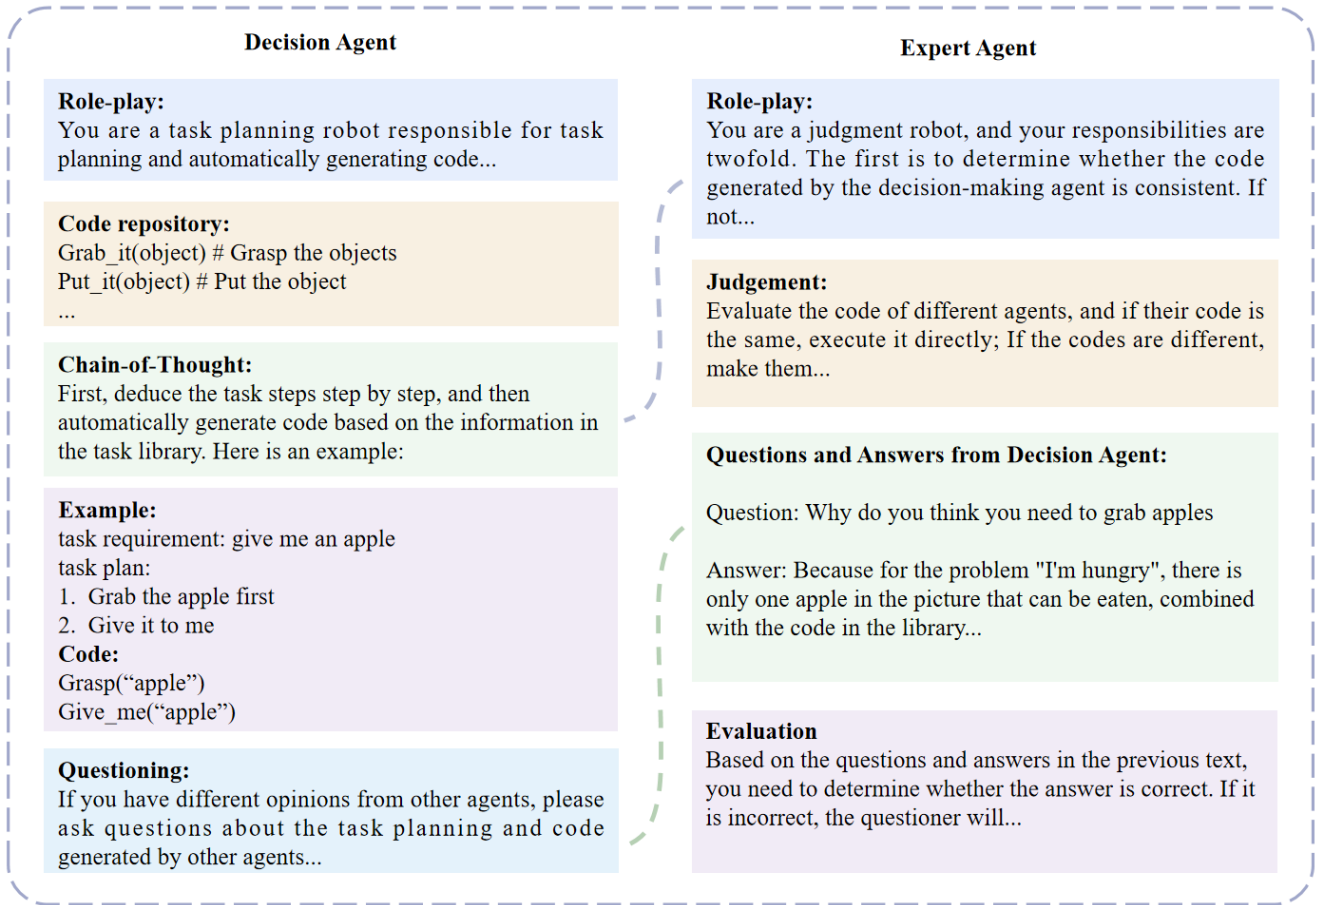 Decision Agent
Role-play:
You are a task planning robot responsible for task
planning and automatically generating code...
Code repository:
Grab_it(object) # Grasp the objects
Put_it(object) # Put the object
...
Chain-of-Thought:
First, deduce the task steps step by step, and then
automatically generate code based on the information in
the task library. Here is an example:
Example:
task requirement: give me an apple
task plan:
1. Grab the apple first
2. Give it to me
Code:
Grasp(“apple”)
Give_me(“apple”)
Questioning:
If you have different opinions from other agents, please
ask questions about the task planning and code
generated by other agents...
Expert Agent
Role-play:
You are a judgment robot, and your responsibilities are
twofold. The first is to determine whether the code
generated by the decision-making agent is consistent. If
not...
Judgement:
Evaluate the code of different agents, and if their code is
the same, execute it directly; If the codes are different,
make them...
Questions and Answers from Decision Agent:
Question: Why do you think you need to grab apples
Answer: Because for the problem "I'm hungry", there is
only one apple in the picture that can be eaten, combined
with the code in the library...
Evaluation
Based on the questions and answers in the previous text,
you need to determine whether the answer is correct. If it
is incorrect, the questioner will...